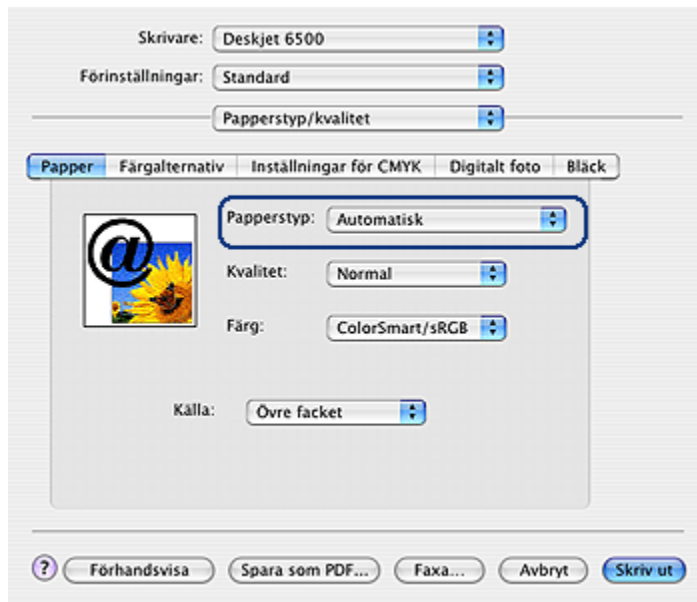 Skrivare: Deskjet 6500
Förinställningar: Standard
Papperstyp/kvalitet
Papper Färgalternativ Inställningar för CMYK Digitalt foto Bläck
Papperstyp: Automatisk
@
Kvalitet: Normal
Färg: ColorSmart/sRGB
Källa: Övre facket
? Förhandsvisa Spara som PDF... Faxa... Avbryt Skriv ut